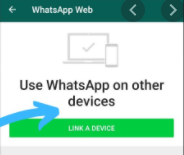 WhatsApp Web
Use WhatsApp on other
devices
LINK A DEVICE